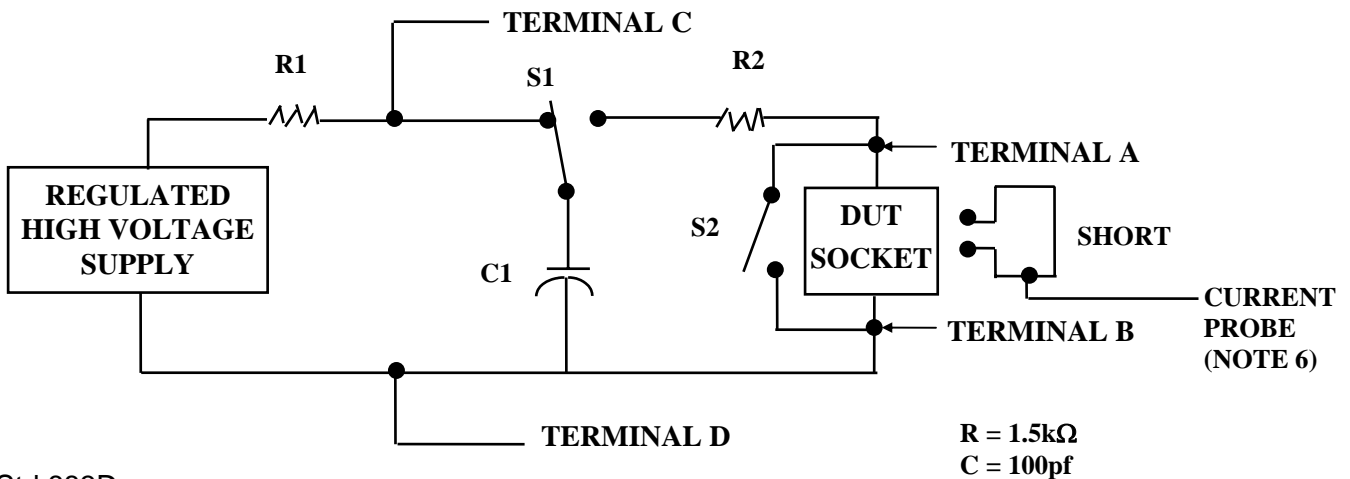 TERMINAL C
R1
S1
R2
TERMINAL A
REGULATED
HIGH VOLTAGE
SUPPLY
S2
DUT
SOCKET
SHORT
C1
CURRENT
PROBE
(NOTE 6)
TERMINAL B
TERMINAL D
R = 1.5kΩ
C = 100pf